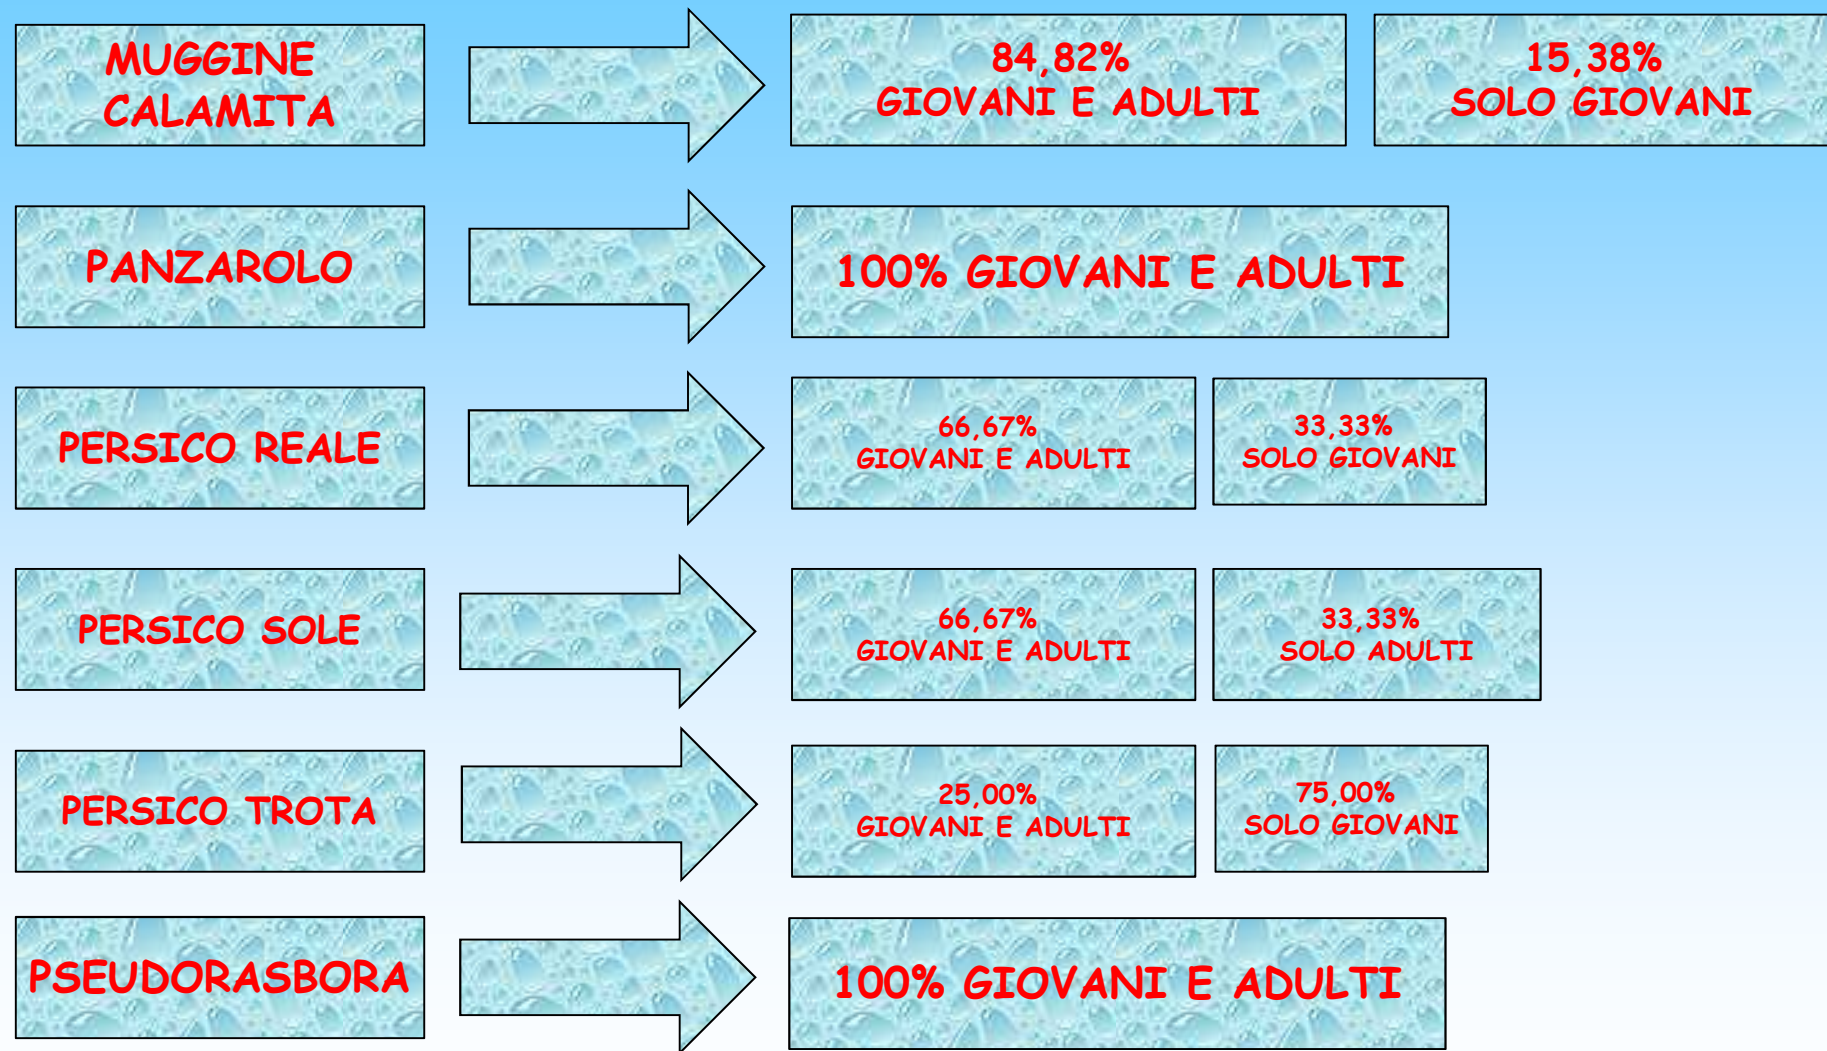 MUGGINE
CALAMITA
84,82%
GIOVANI E ADULTI
15,38%
SOLO GIOVANI
PANZAROLO
100% GIOVANI E ADULTI
PERSICO REALE
66,67%
GIOVANI E ADULTI
33,33%
SOLO GIOVANI
PERSICO SOLE
66,67%
GIOVANI E ADULTI
33,33%
SOLO ADULTI
PERSICO TROTA
25,00%
GIOVANI E ADULTI
75,00%
SOLO GIOVANI
PSEUDORASBORA
100% GIOVANI E ADULTI